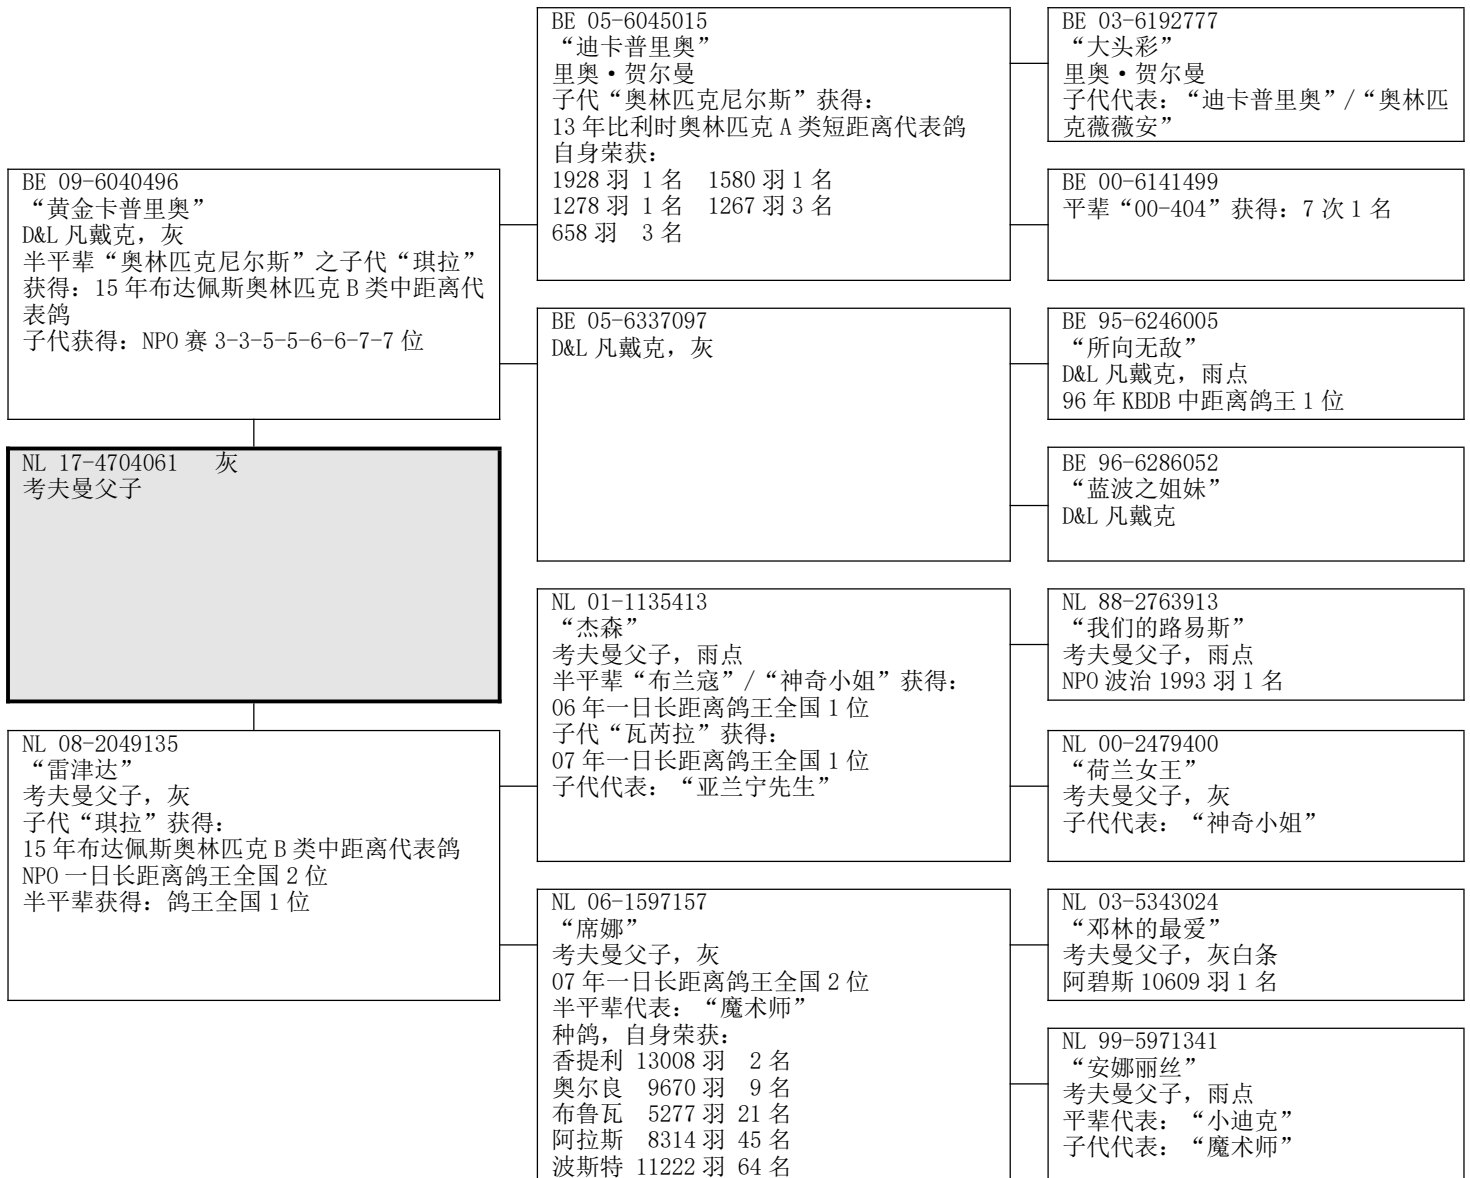 BE 09-6040496
“黄金卡普里奥”
D&L 凡戴克，灰
半平辈“奥林匹克尼尔斯”之子代“琪拉”
获得：15 年布达佩斯奥林匹克 B 类中距离代
表鸽
子代获得：NPO 赛 3-3-5-5-6-6-7-7 位
NL 17-4704061 灰
考夫曼父子
NL 08-2049135
“雷津达”
考夫曼父子，灰
子代“琪拉”获得：
15 年布达佩斯奥林匹克 B 类中距离代表鸽
NPO 一日长距离鸽王全国 2 位
半平辈获得：鸽王全国 1 位
BE 05-6045015
“迪卡普里奥”
里奥·贺尔曼
子代“奥林匹克尼尔斯”获得：
13 年比利时奥林匹克 A 类短距离代表鸽
自身荣获：
1928 羽 1 名 1580 羽 1 名
1278 羽 1 名 1267 羽 3 名
658 羽 3 名
BE 05-6337097
D&L 凡戴克，灰
NL 01-1135413
“杰森”
考夫曼父子，雨点
半平辈“布兰寇”/“神奇小姐”获得：
06 年一日长距离鸽王全国 1 位
子代“瓦芮拉”获得：
07 年一日长距离鸽王全国 1 位
子代代表：“亚兰宁先生”
NL 06-1597157
“席娜”
考夫曼父子，灰
07 年一日长距离鸽王全国 2 位
半平辈代表：“魔术师”
种鸽，自身荣获：
香提利 13008 羽 2 名
奥尔良 9670 羽 9 名
布鲁瓦 5277 羽 21 名
阿拉斯 8314 羽 45 名
波斯特 11222 羽 64 名
BE 03-6192777
“大头彩”
里奥·贺尔曼
子代代表：“迪卡普里奥”/“奥林匹
克薇薇安”
BE 00-6141499
平辈“00-404”获得：7 次 1 名
BE 95-6246005
“所向无敌”
D&L 凡戴克，雨点
96 年 KBDB 中距离鸽王 1 位
BE 96-6286052
“蓝波之姐妹”
D&L 凡戴克
NL 88-2763913
“我们的路易斯”
考夫曼父子，雨点
NPO 波治 1993 羽 1 名
NL 00-2479400
“荷兰女王”
考夫曼父子，灰
子代代表：“神奇小姐”
NL 03-5343024
“邓林的最爱”
考夫曼父子，灰白条
阿碧斯 10609 羽 1 名
NL 99-5971341
“安娜丽丝”
考夫曼父子，雨点
平辈代表：“小迪克”
子代代表：“魔术师”